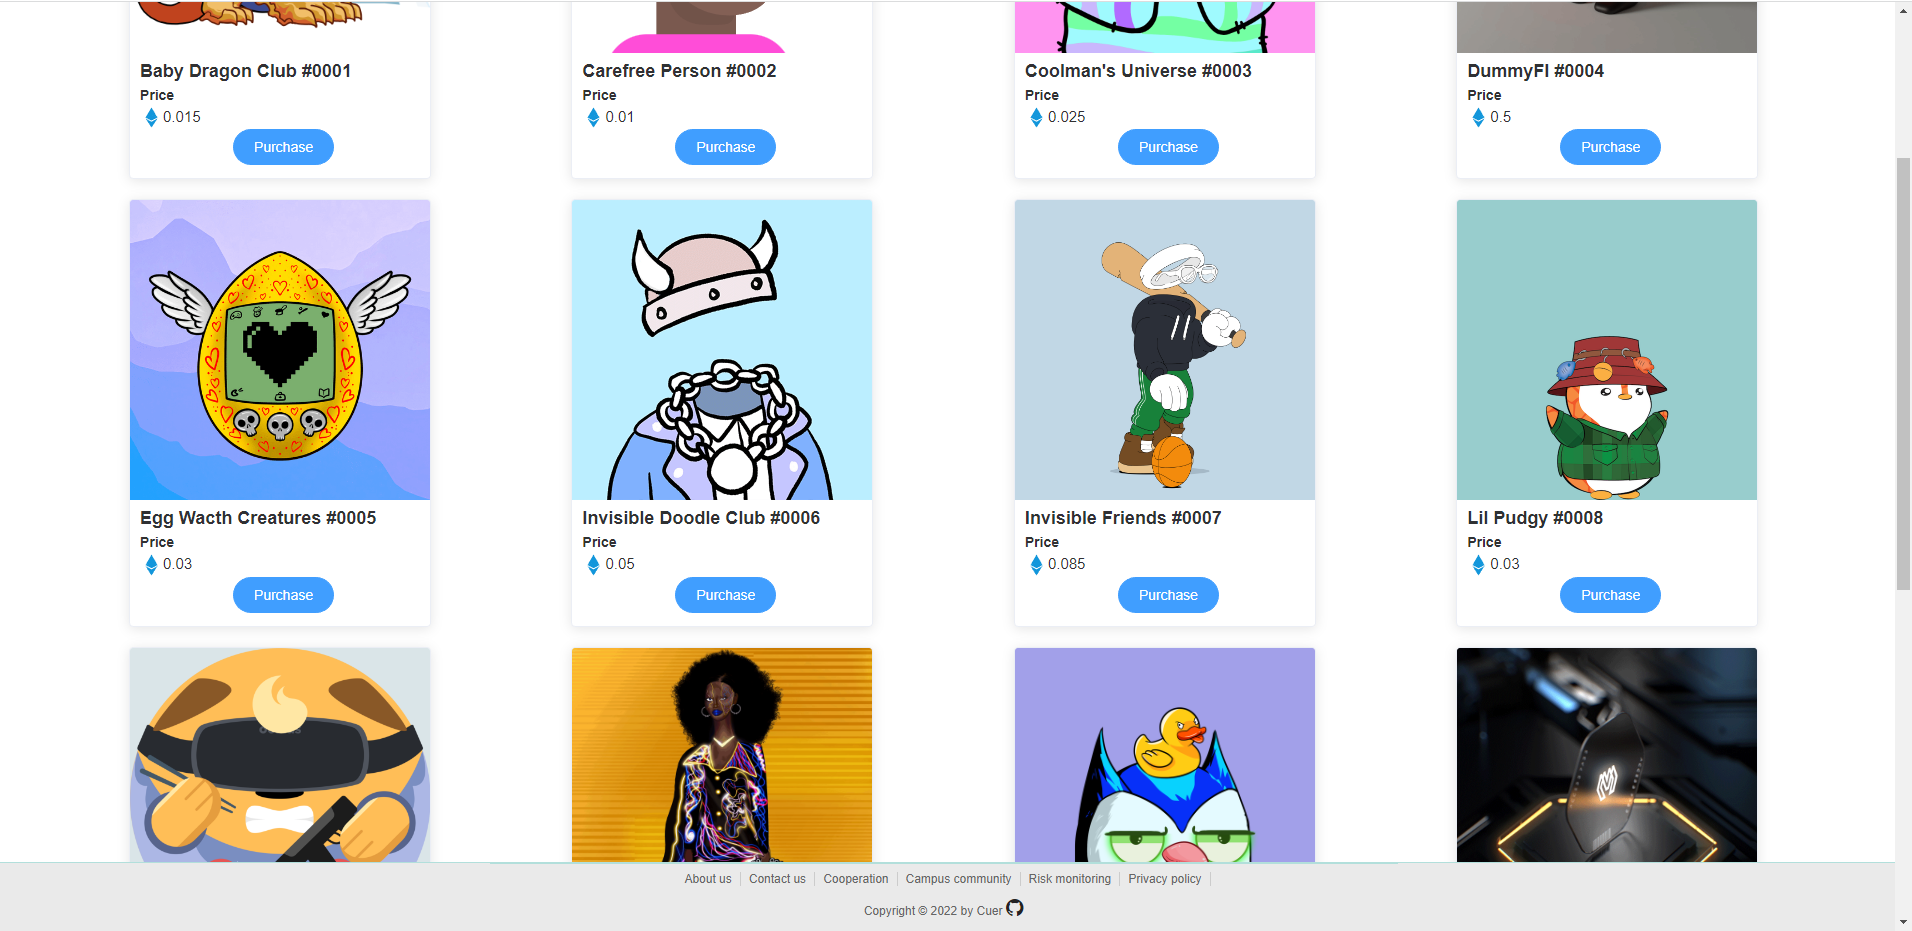 Baby Dragon Club #0001
Price
0.015
Purchase
Carefree Person #0002
Price
0.01
Purchase
Coolman's Universe #0003
Price
0.025
Purchase
DummyFI #0004
Price
0.5
Purchase
Egg Wacth Creatures #0005
Price
0.03
Purchase
Invisible Doodle Club #0006
Price
0.05
Purchase
Invisible Friends #0007
Price
0.085
Purchase
Lil Pudgy #0008
Price
0.03
Purchase
About us
Contact us
Cooperation
Campus community
Risk monitoring
Privacy policy
Copyright © 2022 by Cuer